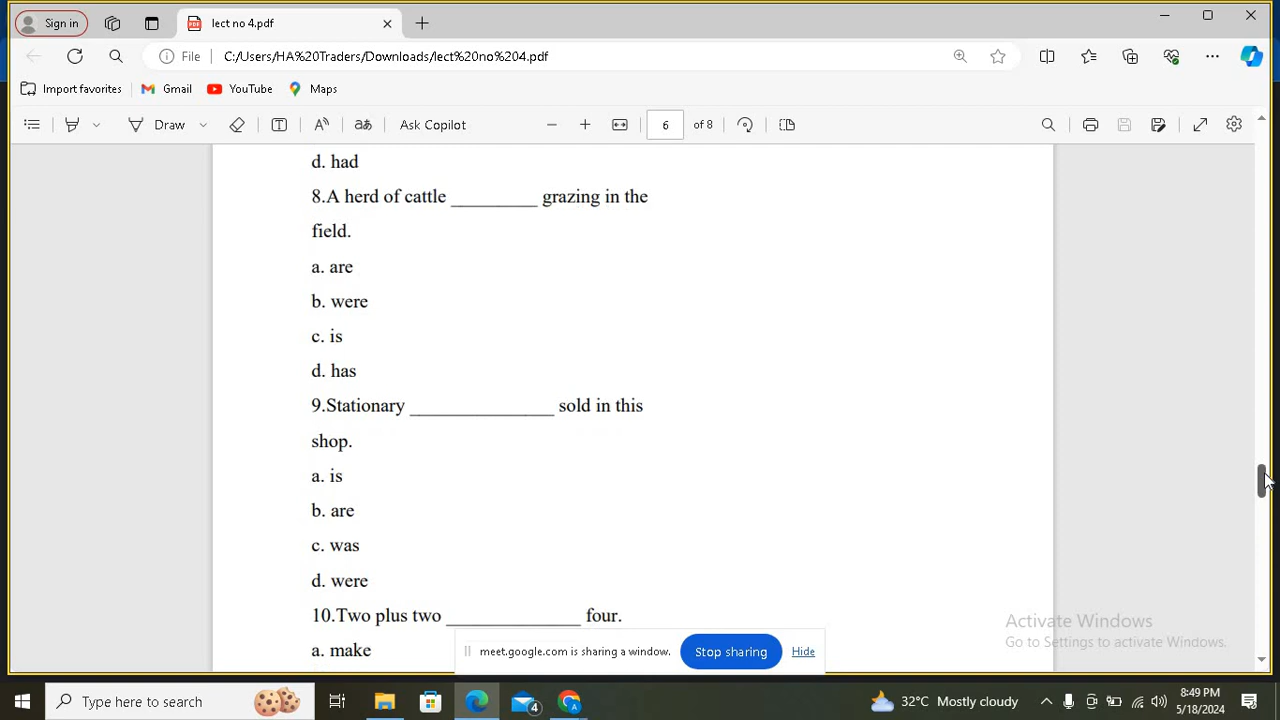 Sign in
lect no 4.pdf
File
C:/Users/HA%20Traders/Downloads/lect%20no%204.pdf
Import favorites
Gmail
YouTube
Maps
Draw
Ask Copilot
6 of 8
d. had
8.A herd of cattle _________ grazing in the
field.
a. are
b. were
c. is
d. has
9.Stationary _______________ sold in this
shop.
a. is
b. are
c. was
d. were
10.Two plus two ______________ four.
a. make
Activate Windows
Go to Settings to activate Windows.
meet.google.com is sharing a window.
Stop sharing
Hide
Type here to search
4
32°C Mostly cloudy
8:49 PM
5/18/2024